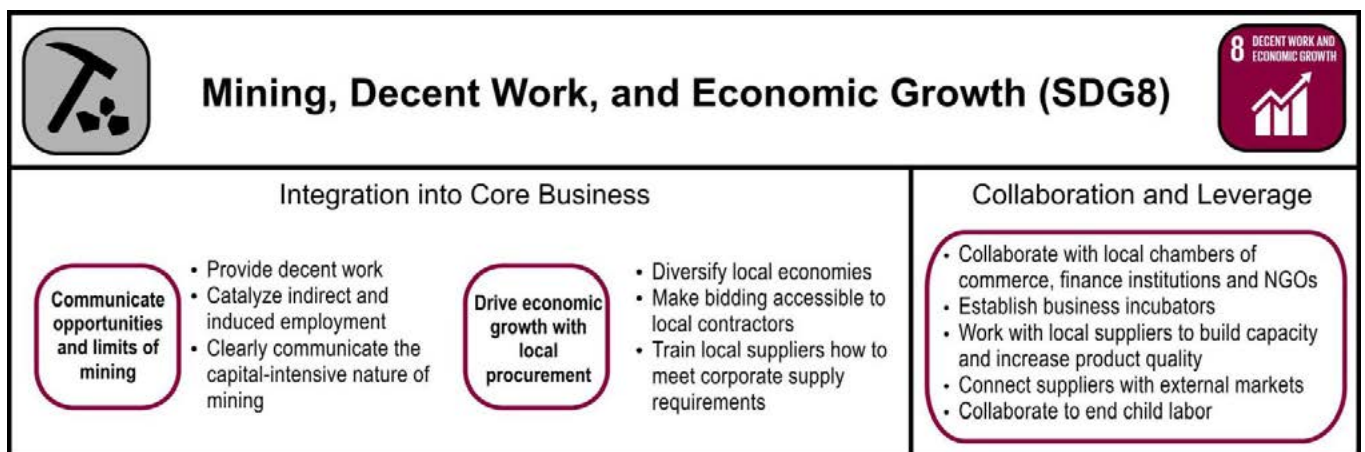 Mining, Decent Work, and Economic Growth (SDG8)
8 DECENT WORK AND
ECONOMIC GROWTH
Integration into Core Business
Communicate
opportunities
and limits of
mining
• Provide decent work
• Catalyze indirect and
induced employment
• Clearly communicate the
capital-intensive nature of
mining
Drive economic
growth with
local
procurement
• Diversify local economies
• Make bidding accessible to
local contractors
• Train local suppliers how to
meet corporate supply
requirements
Collaboration and Leverage
• Collaborate with local chambers of
commerce, finance institutions and NGOs
• Establish business incubators
• Work with local suppliers to build capacity
and increase product quality
• Connect suppliers with external markets
• Collaborate to end child labor